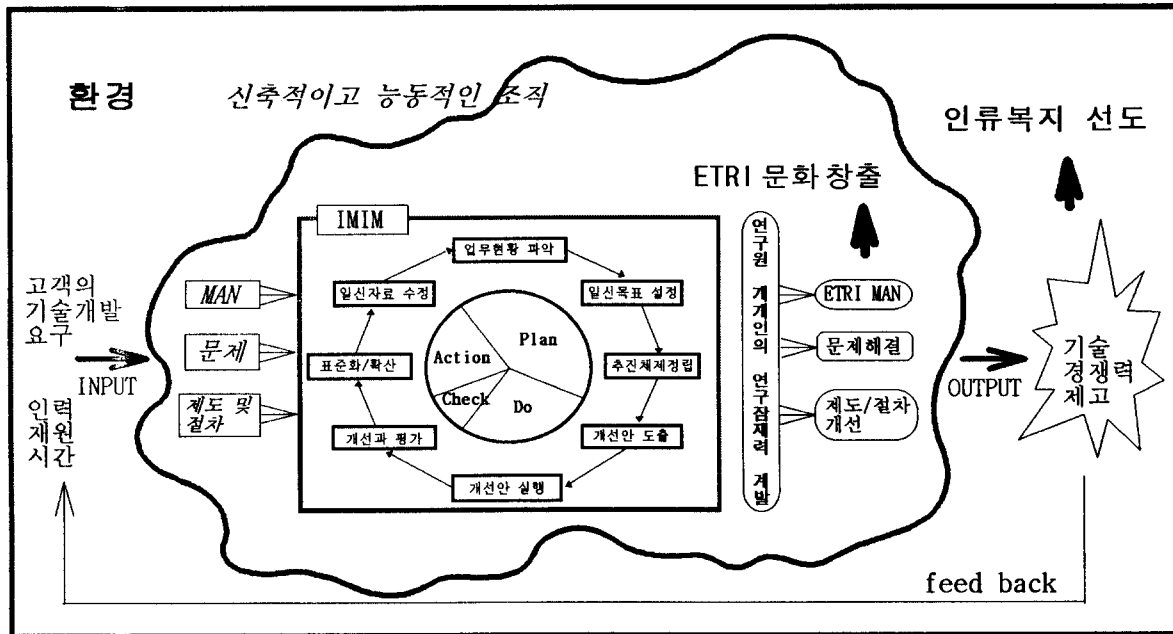 환경
신축적이고 능동적인 조직
인류복지 선도
ETRI 문화창출
IMIM
고객의
기술개발
요구
INPUT
인력
재원
시간
MAN
문제
제도 및
절차
업무현황 파악
일신목표 설정
추진체제정립
개선안 도출
개선안 실행
개선과 평가
표준화/확산
일신자료 수정
Plan
Do
Check
Action
연구원 개개인의 연구잠재력 계발
ETRI MAN
문제해결
제도/절차
개선
OUTPUT
기술
경쟁력
제고
feed back